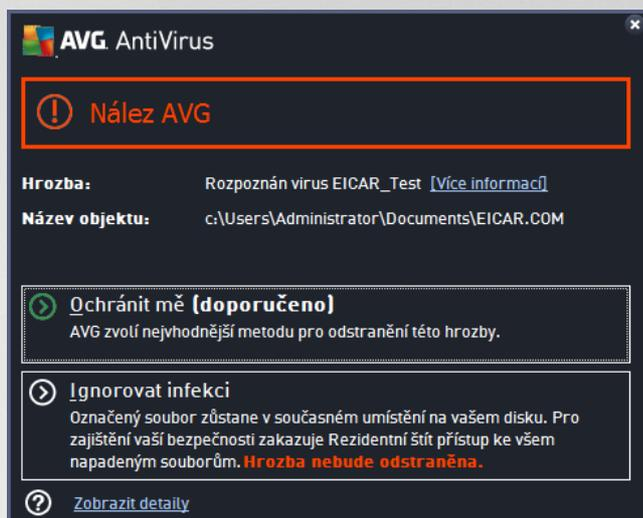 AVG AntiVirus
Nález AVG
Hrozba: Rozpoznán virus EICAR_Test [Více informací]
Název objektu: c:\Users\Administrator\Documents\EICAR.COM
Ochránit mě (doporučeno)
AVG zvolí nejvhodnější metodu pro odstranění této hrozby.
Ignorovat infekci
Označený soubor zůstane v současném umístění na vašem disku. Pro
zajištění vaší bezpečnosti zakazuje Rezidentní štít přístup ke všem
napadeným souborům. Hrozba nebude odstraněna.
Zobrazit detaily